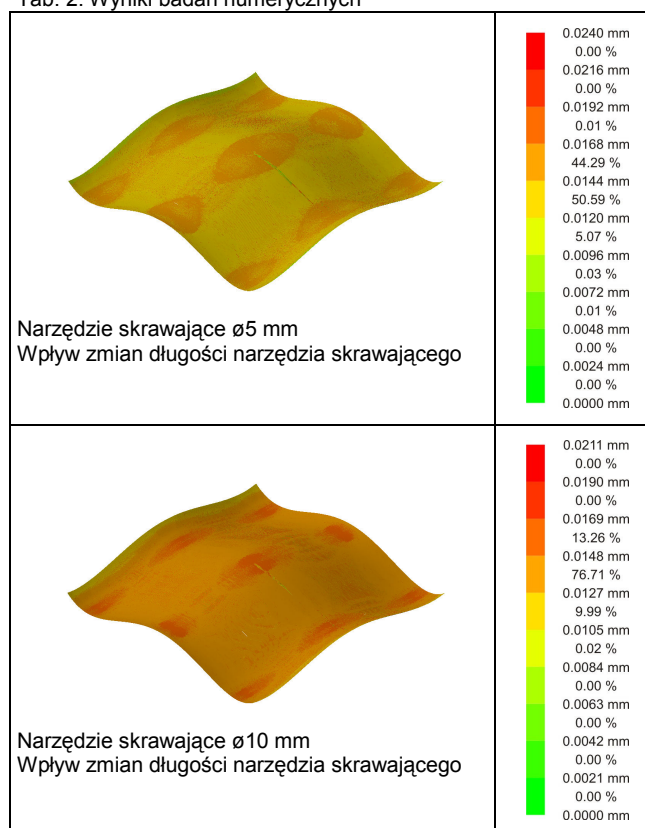 Tab. 2. Wyniki badań numerycznych
0.0240 mm
0.00 %
0.0216 mm
0.00 %
0.0192 mm
0.01 %
0.0168 mm
44.29 %
0.0144 mm
50.59 %
0.0120 mm
5.07 %
0.0096 mm
0.03 %
0.0072 mm
0.01 %
0.0048 mm
0.00 %
0.0024 mm
0.00 %
0.0000 mm
Narzędzie skrawające ø5 mm
Wpływ zmian długości narzędzia skrawającego
0.0211 mm
0.00 %
0.0190 mm
0.00 %
0.0169 mm
13.26 %
0.0148 mm
76.71 %
0.0127 mm
9.99 %
0.0105 mm
0.02 %
0.0084 mm
0.00 %
0.0063 mm
0.00 %
0.0042 mm
0.00 %
0.0021 mm
0.00 %
0.0000 mm
Narzędzie skrawające ø10 mm
Wpływ zmian długości narzędzia skrawającego